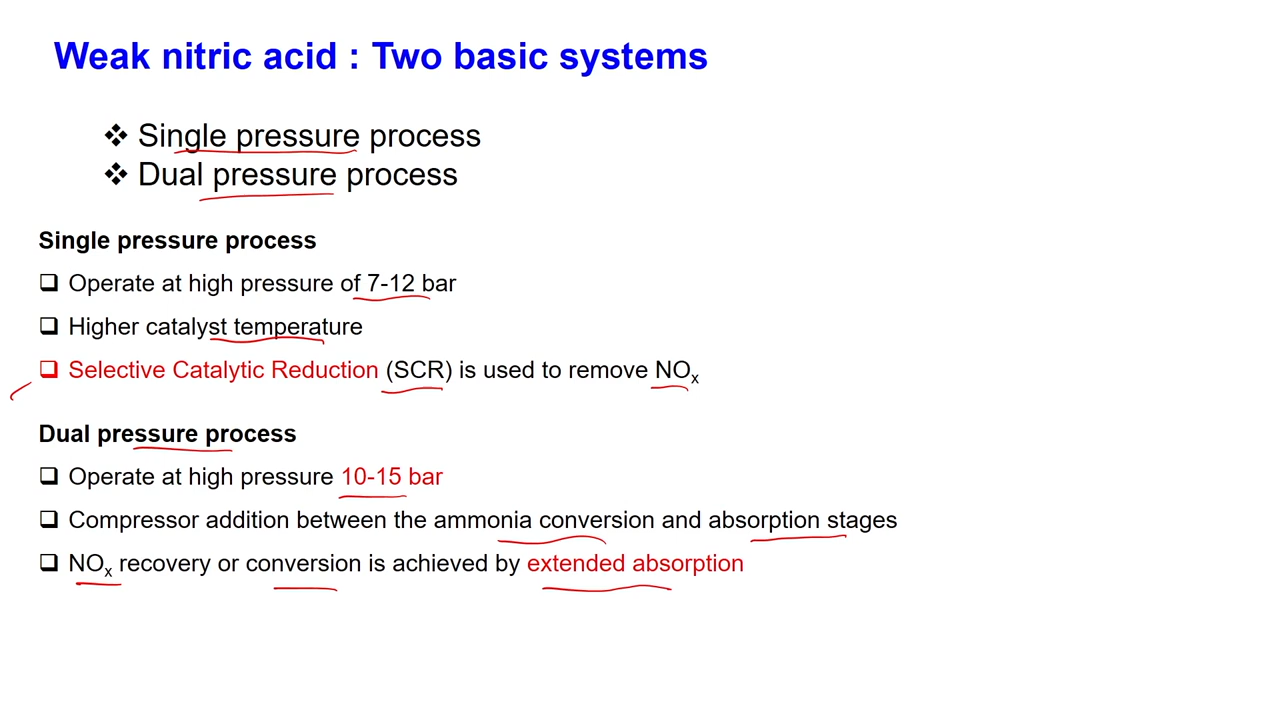 Weak nitric acid : Two basic systems
❖ Single pressure process
❖ Dual pressure process
Single pressure process
❑ Operate at high pressure of 7-12 bar
❑ Higher catalyst temperature
❑ Selective Catalytic Reduction (SCR) is used to remove NOx
Dual pressure process
❑ Operate at high pressure 10-15 bar
❑ Compressor addition between the ammonia conversion and absorption stages
❑ NOx recovery or conversion is achieved by extended absorption